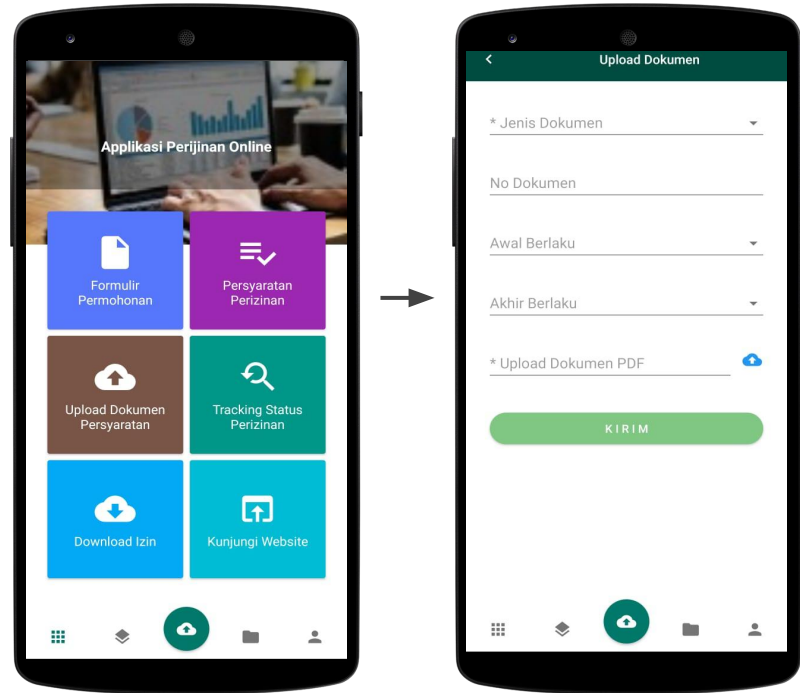 Applikasi Perijinan Online
Formulir
Permohonan
Persyaratan
Perizinan
Upload Dokumen
Persyaratan
Tracking Status
Perizinan
Download Izin
Kunjungi Website
Upload Dokumen
* Jenis Dokumen
No Dokumen
Awal Berlaku
Akhir Berlaku
* Upload Dokumen PDF
KIRIM